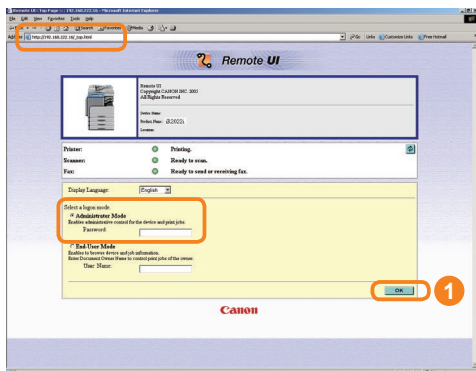 Remote UI : Top Page : 192.168.222.16 - Microsoft Internet Explorer
File Edit View Favorites Tools Help
Search Favorites Media
http://192.168.222.16/_top.html Go Links Customize Links Free Hotmail
Remote UI
Remote UI
Copyright CANON INC. 2003
All Rights Reserved
Device Name:
Product Name: iR2022i
Location:
Printer: Printing.
Scanner: Ready to scan.
Fax: Ready to send or receiving fax.
Display Language: English
Select a logon mode.
Administrator Mode
Enables administrative control for the device and print jobs.
Password:
End-User Mode
Enables to browse device and job information.
Enter Document Owner Name to control print jobs of the owner.
User Name:
OK
1
Canon